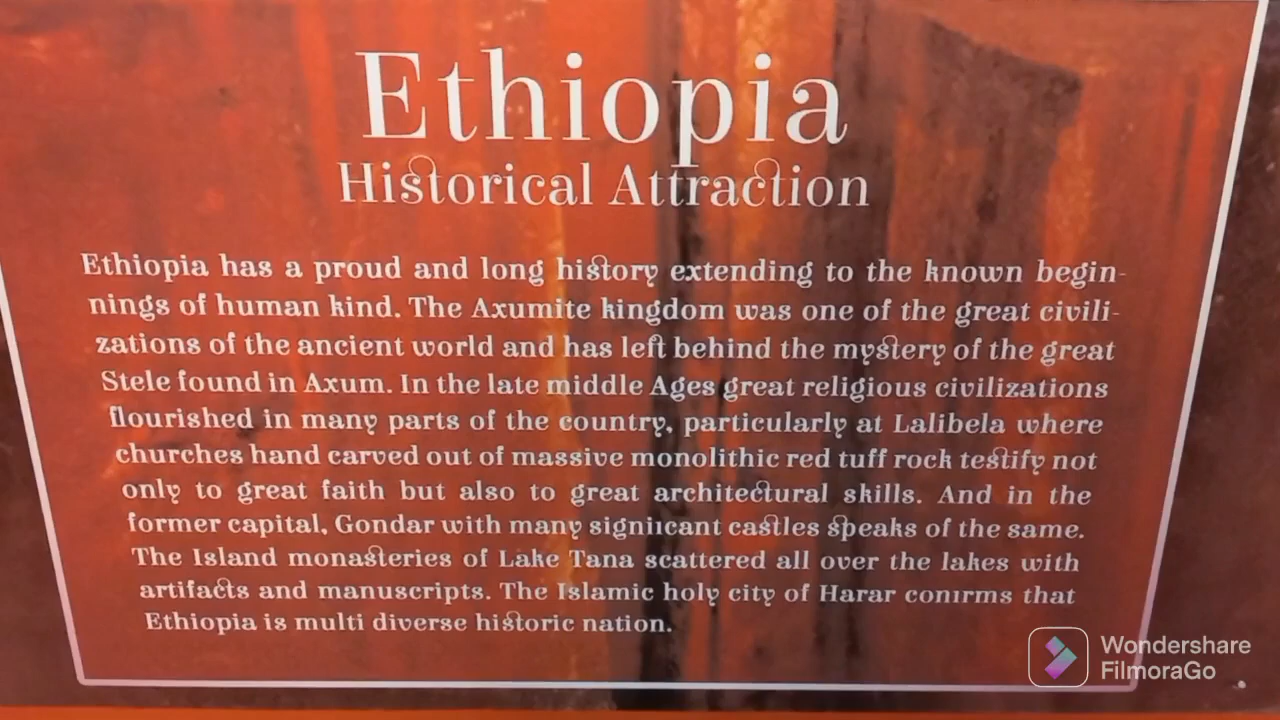 Ethiopia
Historical Attraction
Ethiopia has a proud and long history extending to the known begin-
nings of human kind. The Axumite kingdom was one of the great civili-
zations of the ancient world and has left behind the mystery of the great
Stele found in Axum. In the late middle Ages great religious civilizations
flourished in many parts of the country, particularly at Lalibela where
churches hand carved out of massive monolithic red tuff rock testify not
only to great faith but also to great architectural skills. And in the
former capital, Gondar with many signiıcant castles speaks of the same.
The Island monasteries of Lake Tana scattered all over the lakes with
artifacts and manuscripts. The Islamic holy city of Harar conırms that
Ethiopia is multi diverse historic nation.
Wondershare
FilmoraGo